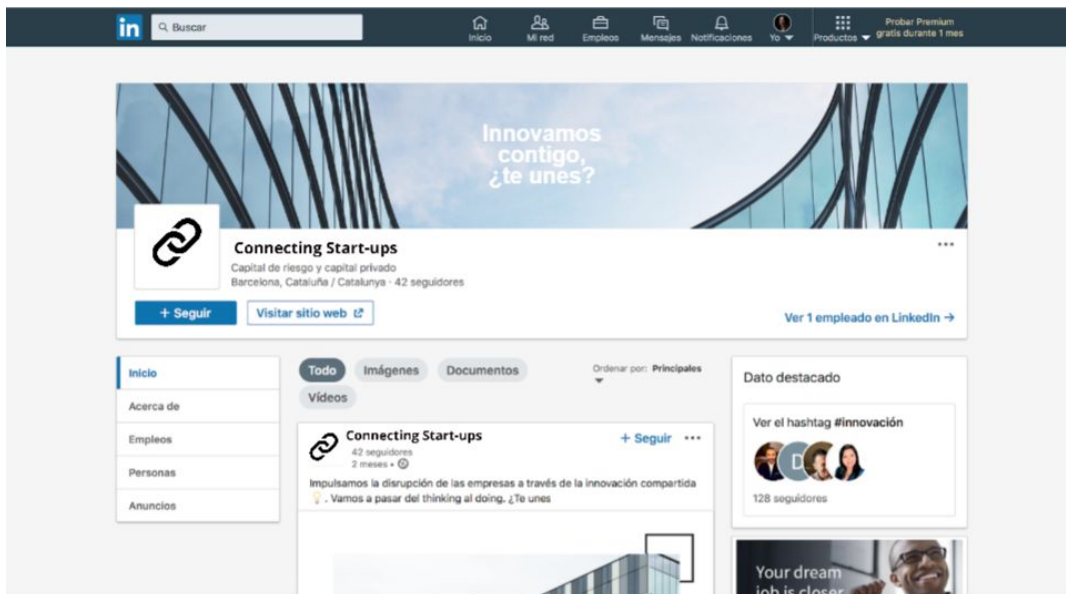 in
Buscar
Inicio
Mi red
Empleos
Mensajes
Notificaciones
Yo
Productos
Probar Premium
gratis durante 1 mes
Innovamos
contigo,
¿te unes?
Connecting Start-ups
Capital de riesgo y capital privado
Barcelona, Cataluña / Catalunya · 42 seguidores
+ Seguir
Visitar sitio web
Ver 1 empleado en LinkedIn →
Inicio
Acerca de
Empleos
Personas
Anuncios
Todo
Imágenes
Documentos
Vídeos
Ordenar por: Principales
Connecting Start-ups
42 seguidores
2 meses •
+ Seguir
Impulsamos la disrupción de las empresas a través de la innovación compartida
💡 . Vamos a pasar del thinking al doing. ¿Te unes
Dato destacado
Ver el hashtag #innovación
D
128 seguidores
Your dream
job is closer